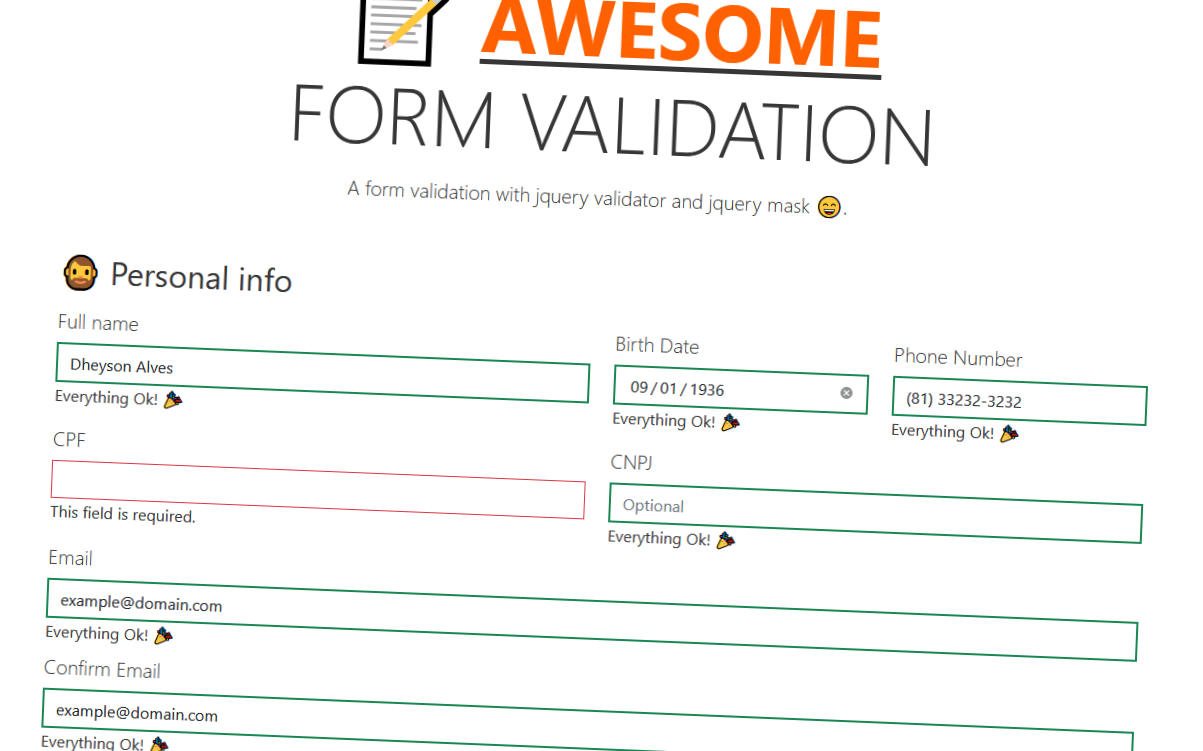 AWESOME
FORM VALIDATION
A form validation with jquery validator and jquery mask 😄.
Personal info
Full name
Dheyson Alves
Everything Ok! 🎉
Birth Date
09/01/1936
Everything Ok! 🎉
Phone Number
(81) 33232-3232
Everything Ok! 🎉
CPF
This field is required.
CNPJ
Optional
Everything Ok! 🎉
Email
example@domain.com
Everything Ok! 🎉
Confirm Email
example@domain.com
Everything Ok! 🎉